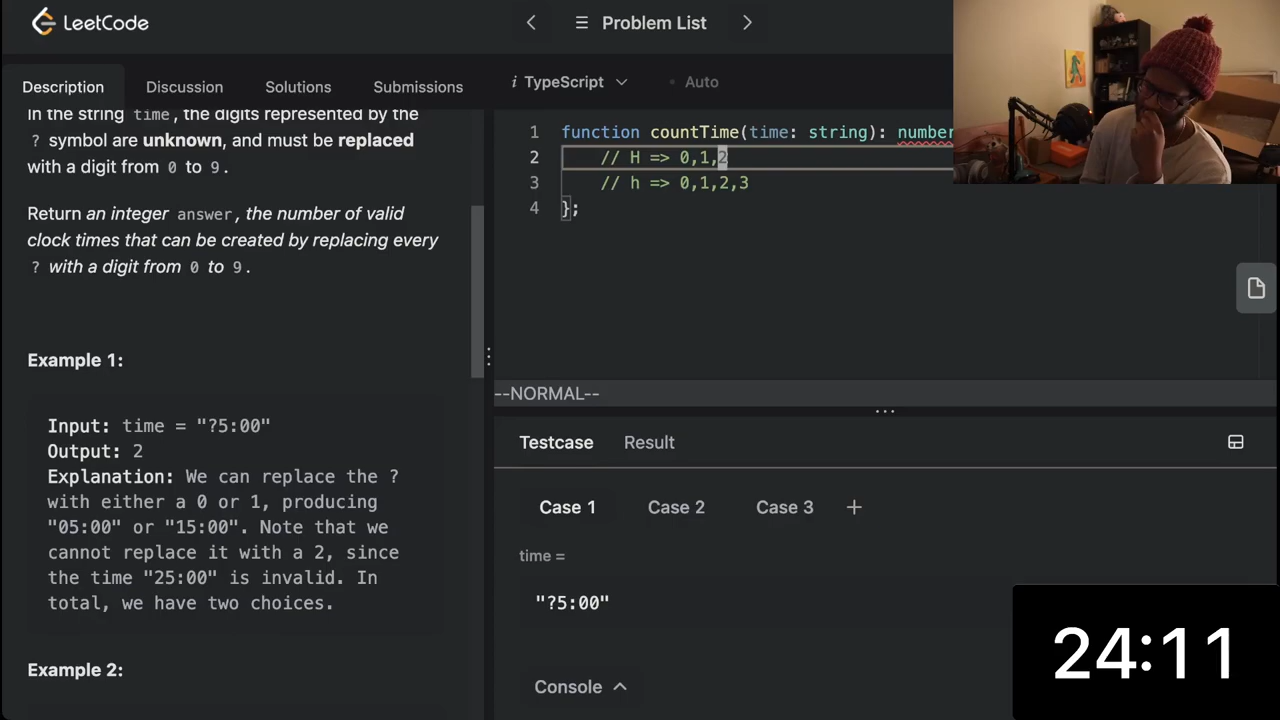 LeetCode
Problem List
Description
Discussion
Solutions
Submissions
In the string time, the digits represented by the
? symbol are unknown, and must be replaced
with a digit from 0 to 9.
Return an integer answer, the number of valid
clock times that can be created by replacing every
? with a digit from 0 to 9.
Example 1:
Input: time = "?5:00"
Output: 2
Explanation: We can replace the ?
with either a 0 or 1, producing
"05:00" or "15:00". Note that we
cannot replace it with a 2, since
the time "25:00" is invalid. In
total, we have two choices.
Example 2:
i TypeScript
• Auto
1 function countTime(time: string): number
2 // H => 0,1,2
3 // h => 0,1,2,3
4 };
--NORMAL--
Testcase
Result
Case 1
Case 2
Case 3
+
time =
"?5:00"
Console
24:11